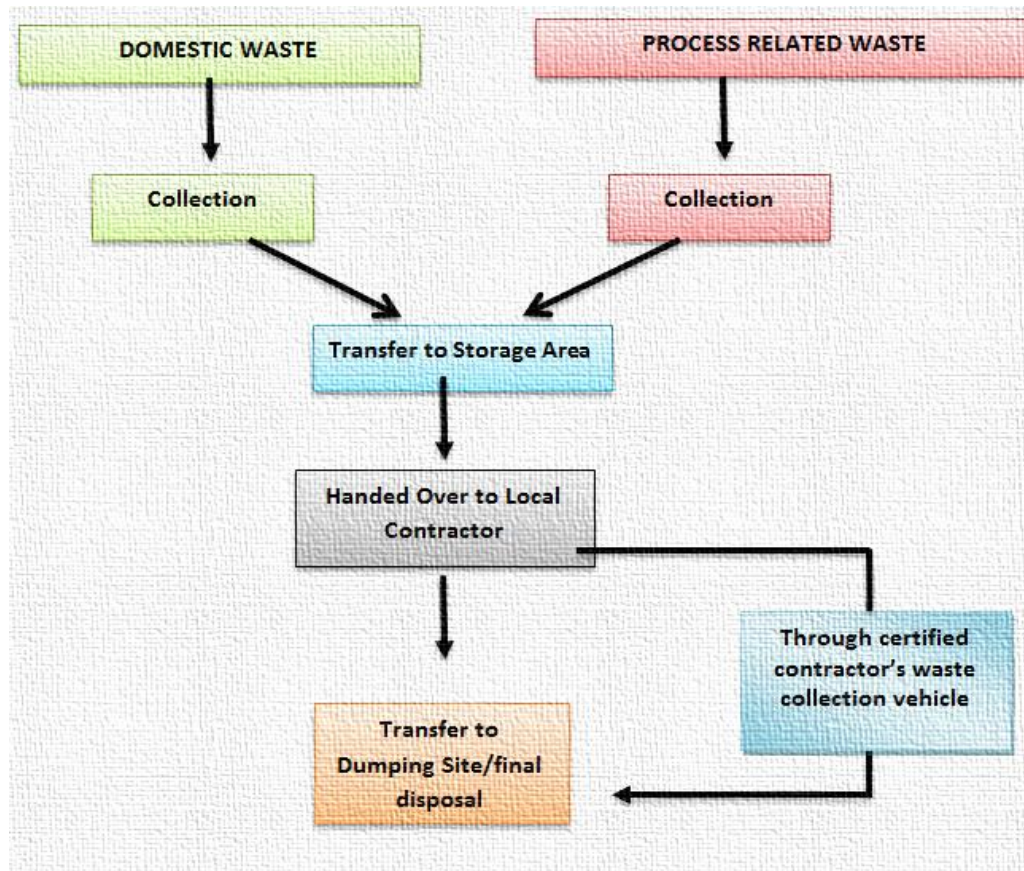 DOMESTIC WASTE
PROCESS RELATED WASTE
Collection
Collection
Transfer to Storage Area
Handed Over to Local
Contractor
Through certified
contractor's waste
collection vehicle
Transfer to
Dumping Site/final
disposal